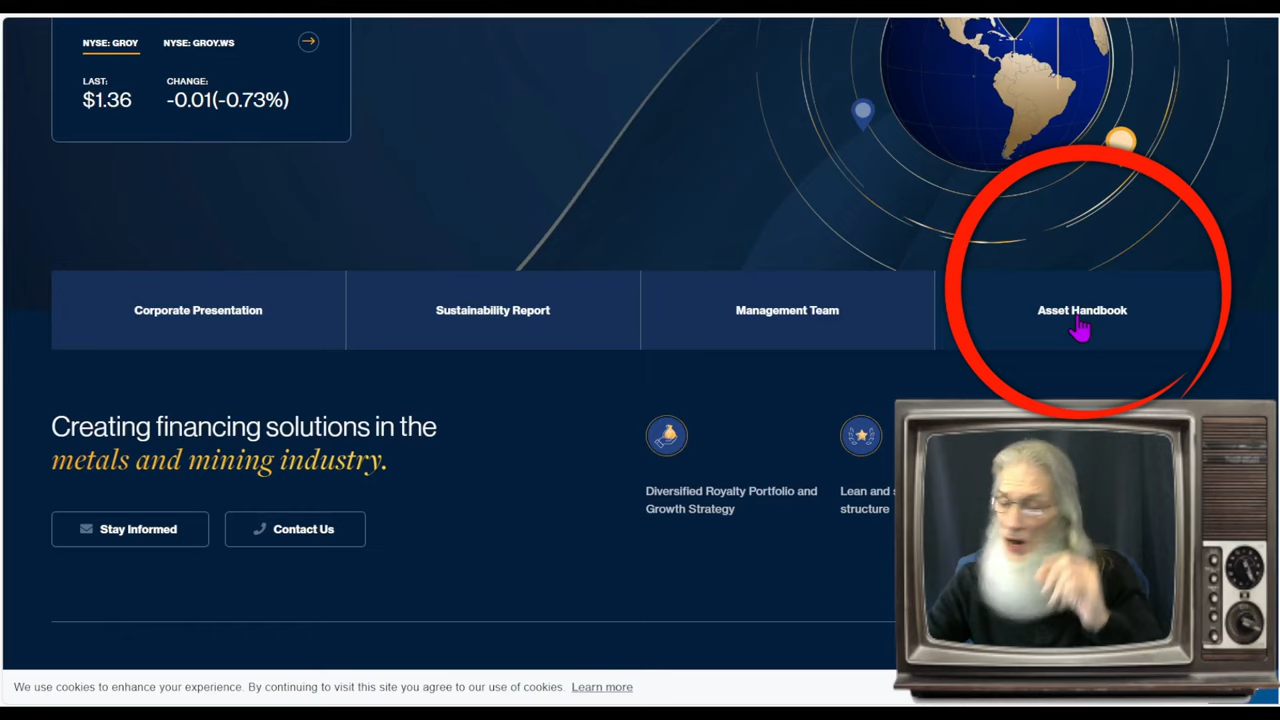 NYSE: GROY NYSE: GROY.WS
LAST: CHANGE:
$1.36 -0.01(-0.73%)
Corporate Presentation Sustainability Report Management Team Asset Handbook
Creating financing solutions in the
metals and mining industry.
Stay Informed Contact Us
Diversified Royalty Portfolio and
Growth Strategy
Lean and
structure
We use cookies to enhance your experience. By continuing to visit this site you agree to our use of cookies. Learn more